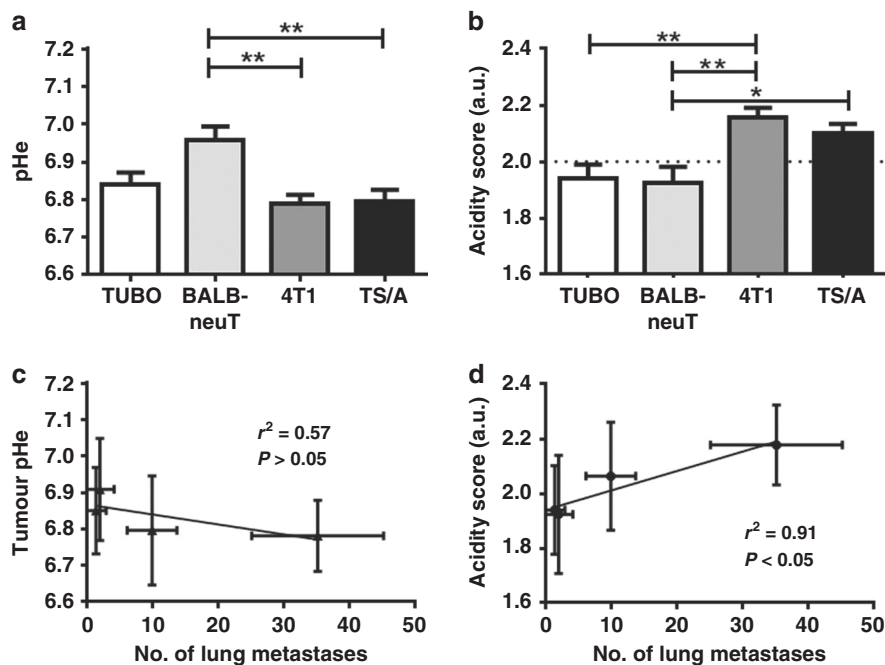 a
7.2
7.1
7.0
6.9
6.8
6.7
6.6
pHe
**
**
TUBO BALB-neuT 4T1 TS/A
b
2.4
2.2
2.0
1.8
1.6
Acidity score (a.u.)
**
**
*
TUBO BALB-neuT 4T1 TS/A
c
7.2
7.1
7.0
6.9
6.8
6.7
6.6
Tumour pHe
r² = 0.57
P > 0.05
0 10 20 30 40 50
No. of lung metastases
d
2.4
2.2
2.0
1.8
1.6
Acidity score (a.u.)
r² = 0.91
P < 0.05
0 10 20 30 40 50
No. of lung metastases